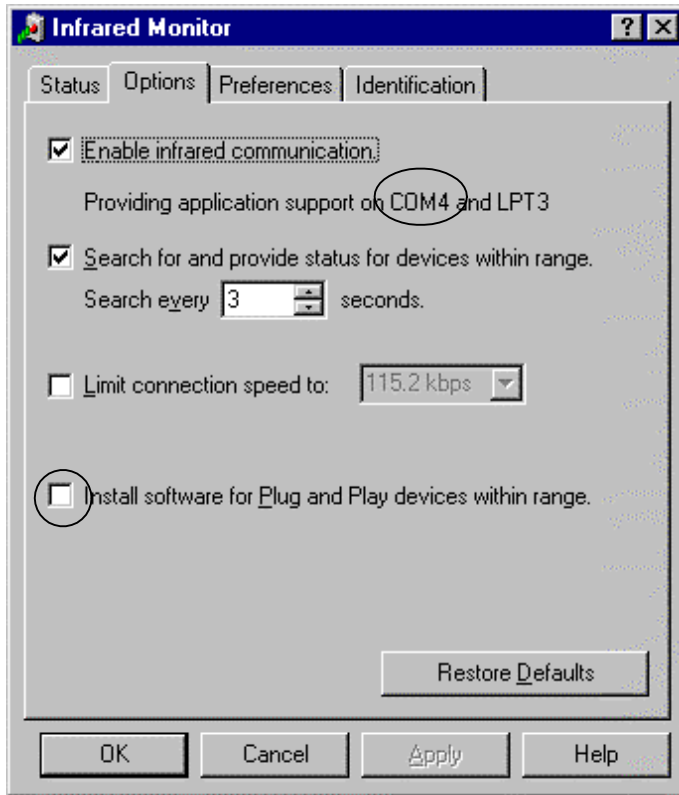 Infrared Monitor
Status Options Preferences Identification
Enable infrared communication.
Providing application support on COM4 and LPT3
Search for and provide status for devices within range.
Search every 3 seconds.
Limit connection speed to: 115.2 kbps
Install software for Plug and Play devices within range.
Restore Defaults
OK Cancel Apply Help